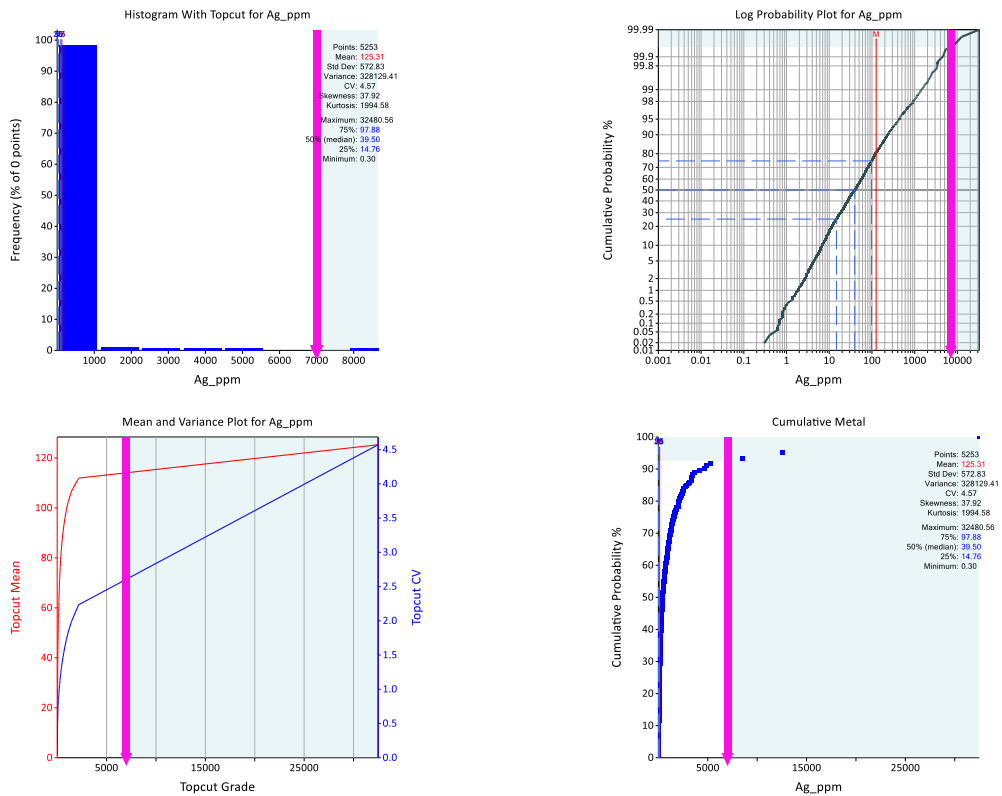 Histogram With Topcut for Ag_ppm
Frequency (% of 0 points)
100
90
80
70
60
50
40
30
20
10
0
Points: 5253
Mean: 125.31
Std Dev: 572.83
Variance: 328129.41
CV: 4.57
Skewness: 37.92
Kurtosis: 1994.58
Maximum: 32480.56
75%: 97.88
50% (median): 39.50
25%: 14.76
Minimum: 0.30
1000 2000 3000 4000 5000 6000 7000 8000
Ag_ppm
Log Probability Plot for Ag_ppm
Cumulative Probability %
M
99.99
99.9
99.8
99
98
95
90
80
70
60
50
40
30
20
10
5
2
1
0.5
0.2
0.1
0.05
0.02
0.01
0.001 0.01 0.1 1 10 100 1000 10000
Ag_ppm
Mean and Variance Plot for Ag_ppm
Topcut Mean
120
100
80
60
40
20
0
4.5
4.0
3.5
3.0
2.5
2.0
1.5
1.0
0.5
0.0
Topcut CV
5000 15000 25000
Topcut Grade
Cumulative Metal
Cumulative Probability %
100
90
80
70
60
50
40
30
20
10
0
Points: 5253
Mean: 125.31
Std Dev: 572.83
Variance: 328129.41
CV: 4.57
Skewness: 37.92
Kurtosis: 1994.58
Maximum: 32480.56
75%: 97.88
50% (median): 39.50
25%: 14.76
Minimum: 0.30
5000 15000 25000
Ag_ppm